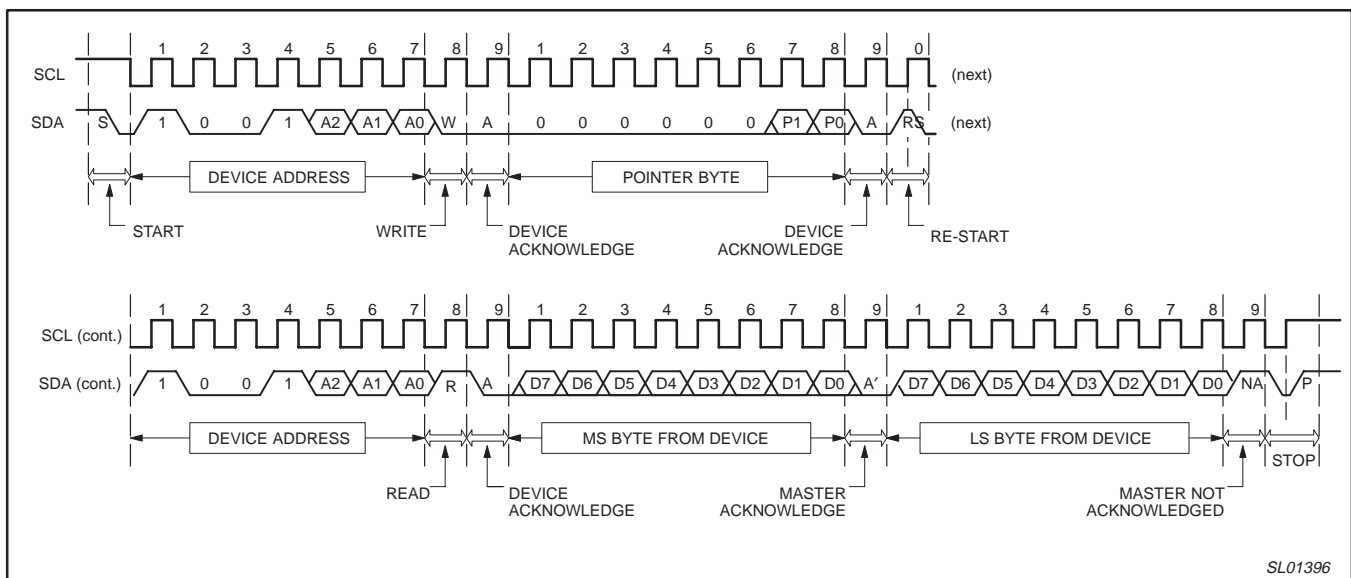 1 2 3 4 5 6 7 8 9 1 2 3 4 5 6 7 8 9 0
SCL (next)
SDA S 1 0 0 1 A2 A1 A0 W A 0 0 0 0 0 0 P1 P0 A RS (next)
DEVICE ADDRESS POINTER BYTE
START WRITE DEVICE ACKNOWLEDGE DEVICE ACKNOWLEDGE RE-START
1 2 3 4 5 6 7 8 9 1 2 3 4 5 6 7 8 9 1 2 3 4 5 6 7 8 9
SCL (cont.)
SDA (cont.) 1 0 0 1 A2 A1 A0 R A D7 D6 D5 D4 D3 D2 D1 D0 A′ D7 D6 D5 D4 D3 D2 D1 D0 NA P
DEVICE ADDRESS MS BYTE FROM DEVICE LS BYTE FROM DEVICE
STOP
READ DEVICE ACKNOWLEDGE MASTER ACKNOWLEDGE MASTER NOT ACKNOWLEDGED
SL01396